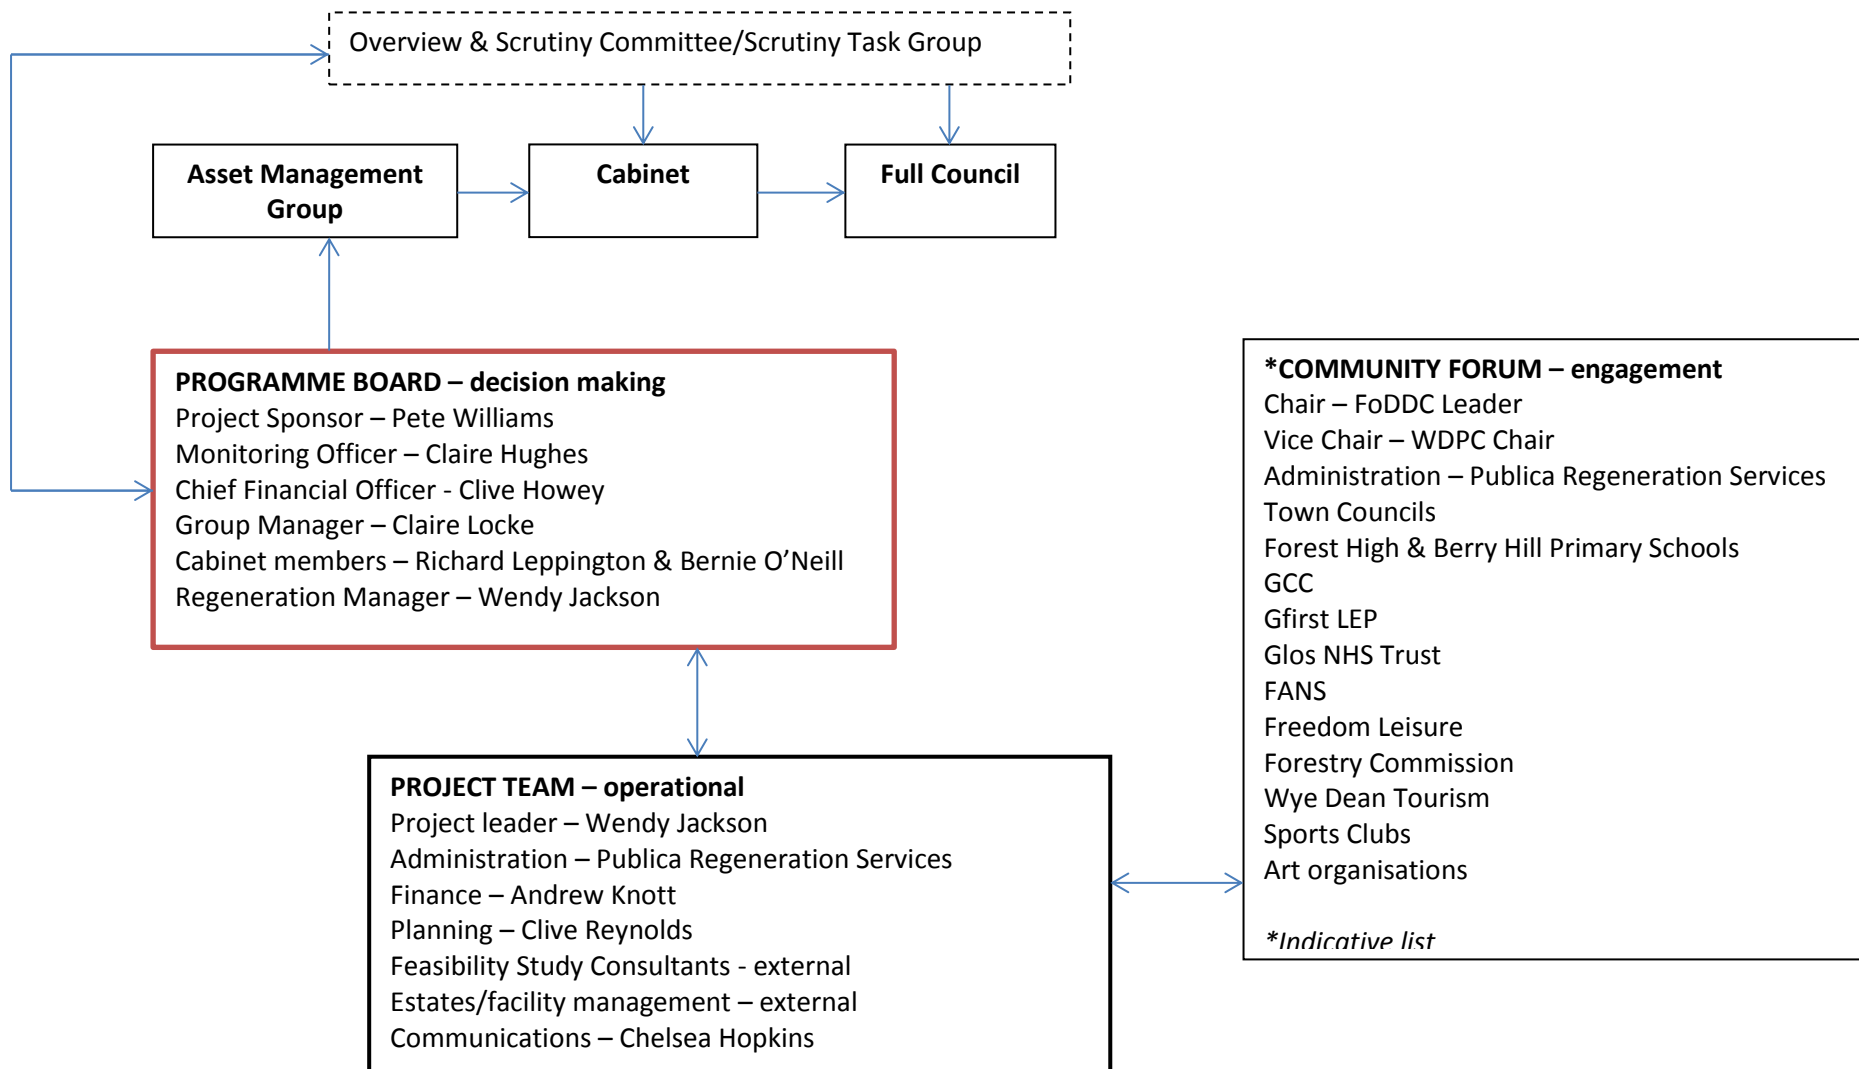 Overview & Scrutiny Committee/Scrutiny Task Group
Asset Management
Group
Cabinet
Full Council
PROGRAMME BOARD – decision making
Project Sponsor – Pete Williams
Monitoring Officer – Claire Hughes
Chief Financial Officer - Clive Howey
Group Manager – Claire Locke
Cabinet members – Richard Leppington & Bernie O’Neill
Regeneration Manager – Wendy Jackson
*COMMUNITY FORUM – engagement
Chair – FoDDC Leader
Vice Chair – WDPC Chair
Administration – Publica Regeneration Services
Town Councils
Forest High & Berry Hill Primary Schools
GCC
Gfirst LEP
Glos NHS Trust
FANS
Freedom Leisure
Forestry Commission
Wye Dean Tourism
Sports Clubs
Art organisations
*Indicative list
PROJECT TEAM – operational
Project leader – Wendy Jackson
Administration – Publica Regeneration Services
Finance – Andrew Knott
Planning – Clive Reynolds
Feasibility Study Consultants - external
Estates/facility management – external
Communications – Chelsea Hopkins